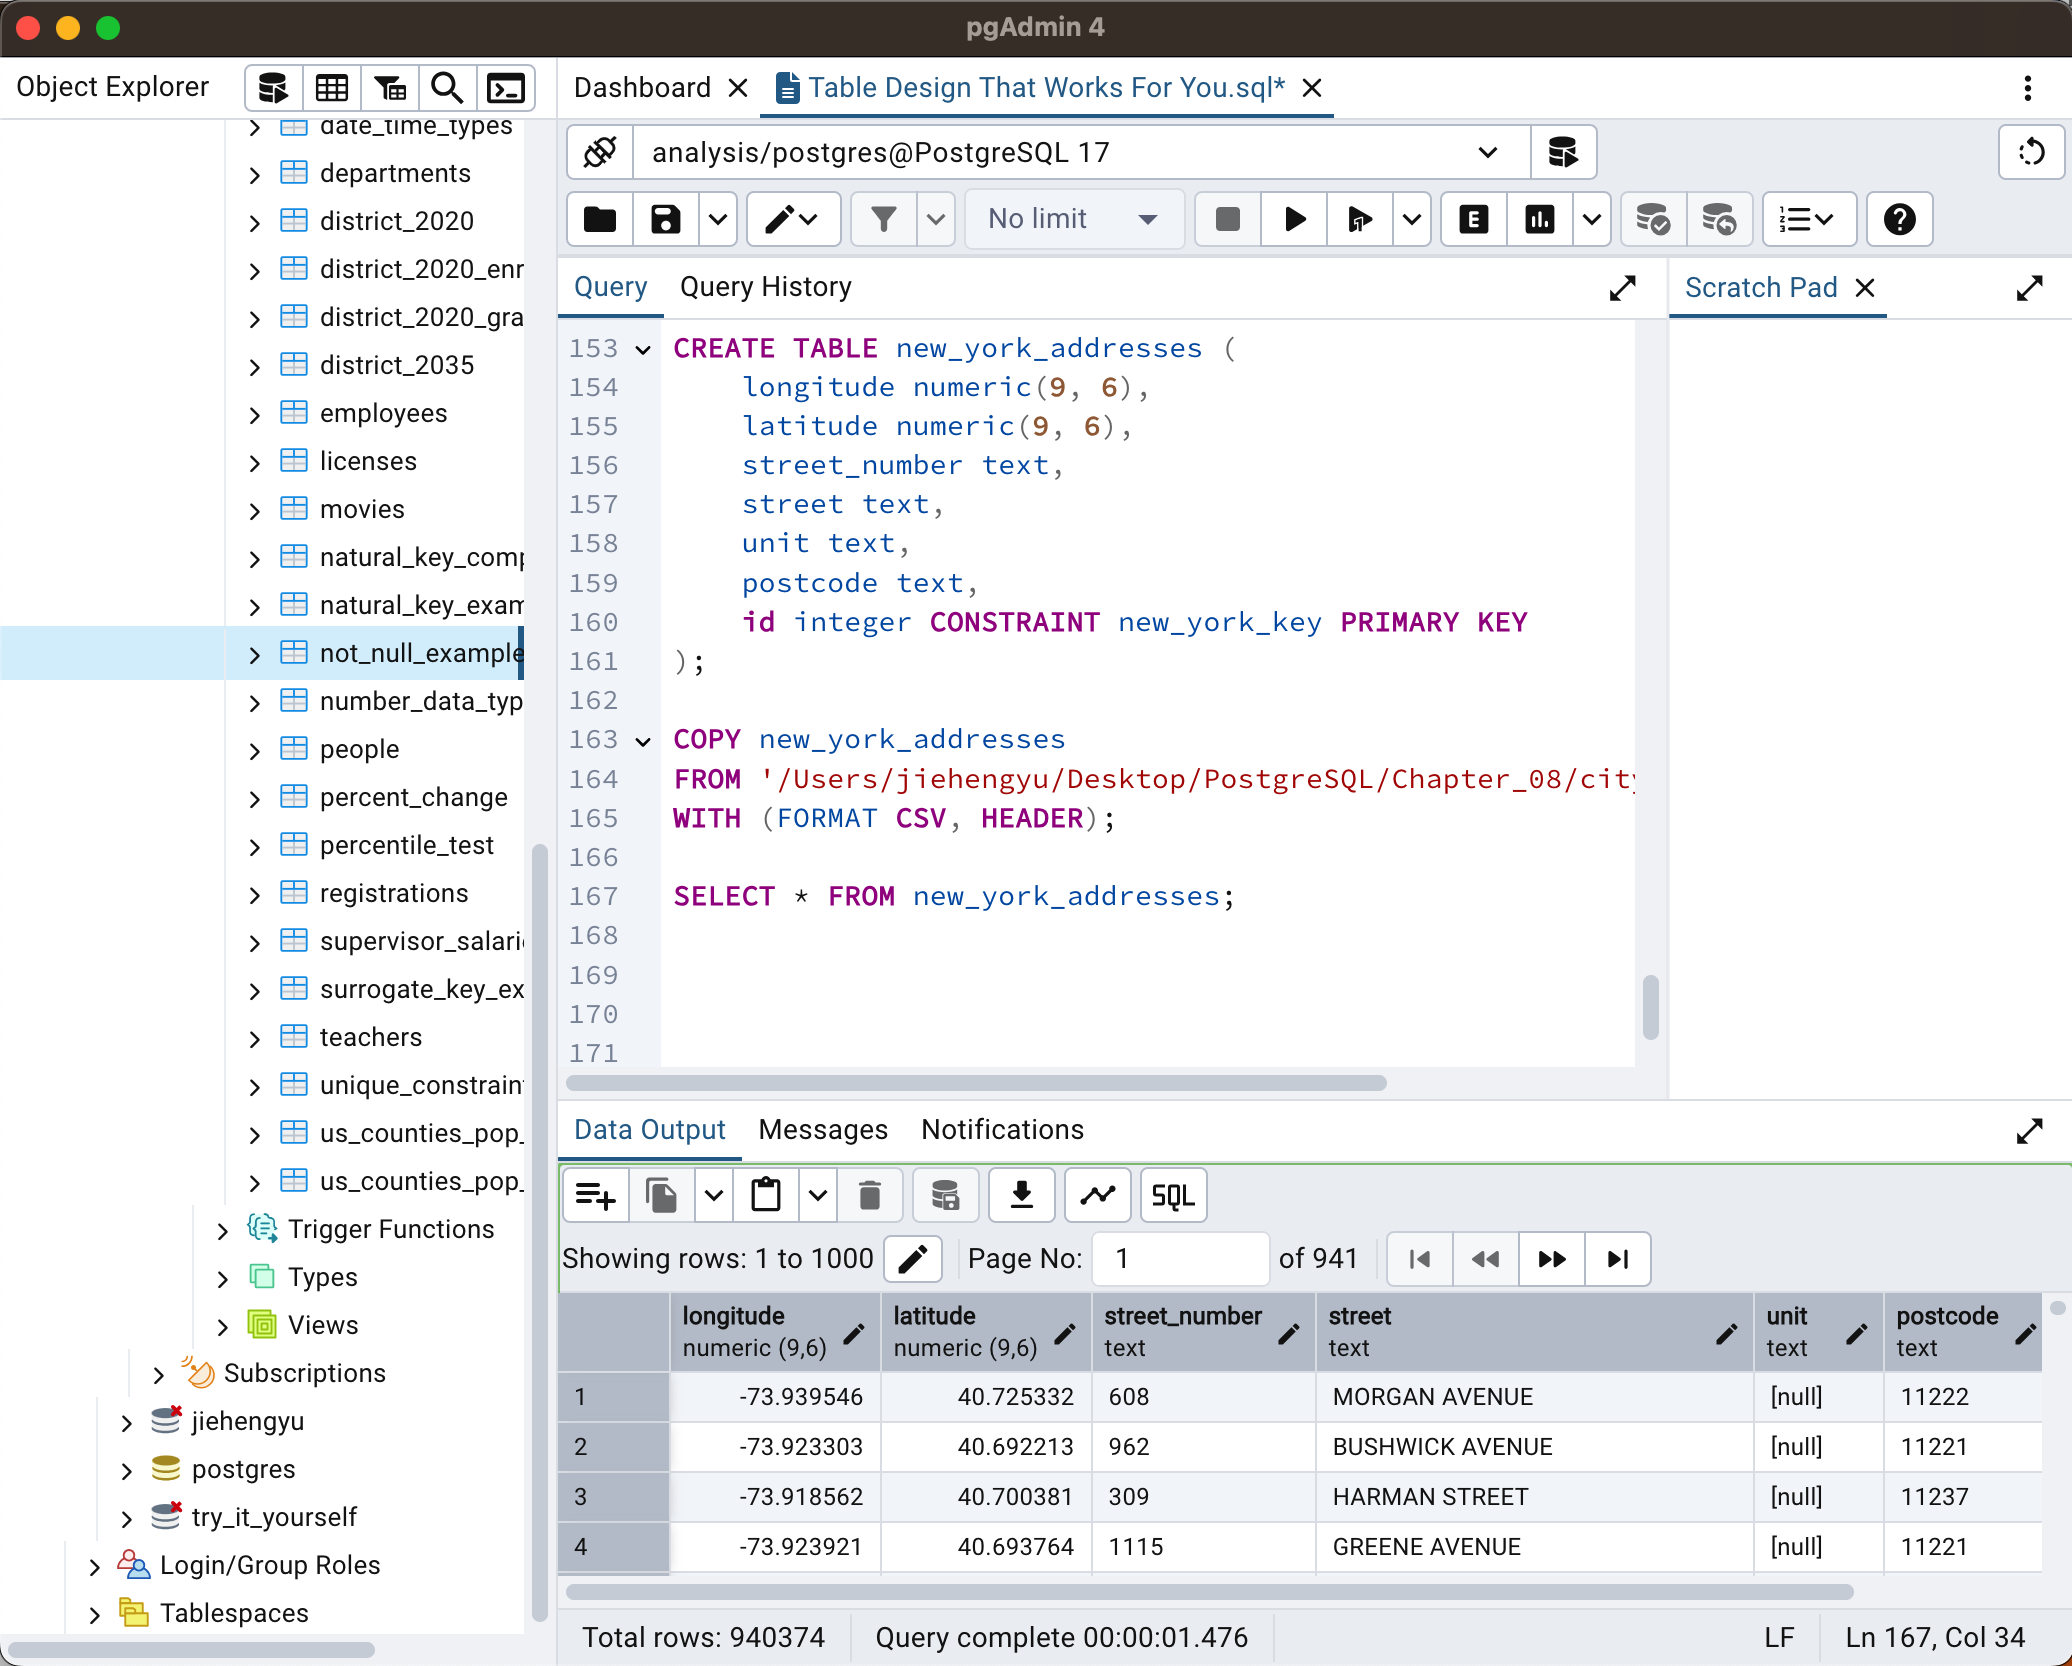 pgAdmin 4
Object Explorer
Dashboard
Table Design That Works For You.sql*
date_time_types
departments
district_2020
district_2020_enr
district_2020_gra
district_2035
employees
licenses
movies
natural_key_comp
natural_key_exam
not_null_example
number_data_typ
people
percent_change
percentile_test
registrations
supervisor_salari
surrogate_key_ex
teachers
unique_constrain
us_counties_pop_
us_counties_pop_
Trigger Functions
Types
Views
Subscriptions
jiehengyu
postgres
try_it_yourself
Login/Group Roles
Tablespaces
analysis/postgres@PostgreSQL 17
No limit
E
Query
Query History
Scratch Pad
153 CREATE TABLE new_york_addresses (
154 longitude numeric(9, 6),
155 latitude numeric(9, 6),
156 street_number text,
157 street text,
158 unit text,
159 postcode text,
160 id integer CONSTRAINT new_york_key PRIMARY KEY
161 );
162
163 COPY new_york_addresses
164 FROM '/Users/jiehengyu/Desktop/PostgreSQL/Chapter_08/city
165 WITH (FORMAT CSV, HEADER);
166
167 SELECT * FROM new_york_addresses;
168
169
170
171
Data Output Messages Notifications
SQL
Showing rows: 1 to 1000 Page No: 1 of 941
longitude latitude street_number street unit postcode
numeric (9,6) numeric (9,6) text text text text
1 -73.939546 40.725332 608 MORGAN AVENUE [null] 11222
2 -73.923303 40.692213 962 BUSHWICK AVENUE [null] 11221
3 -73.918562 40.700381 309 HARMAN STREET [null] 11237
4 -73.923921 40.693764 1115 GREENE AVENUE [null] 11221
Total rows: 940374 Query complete 00:00:01.476 LF Ln 167, Col 34